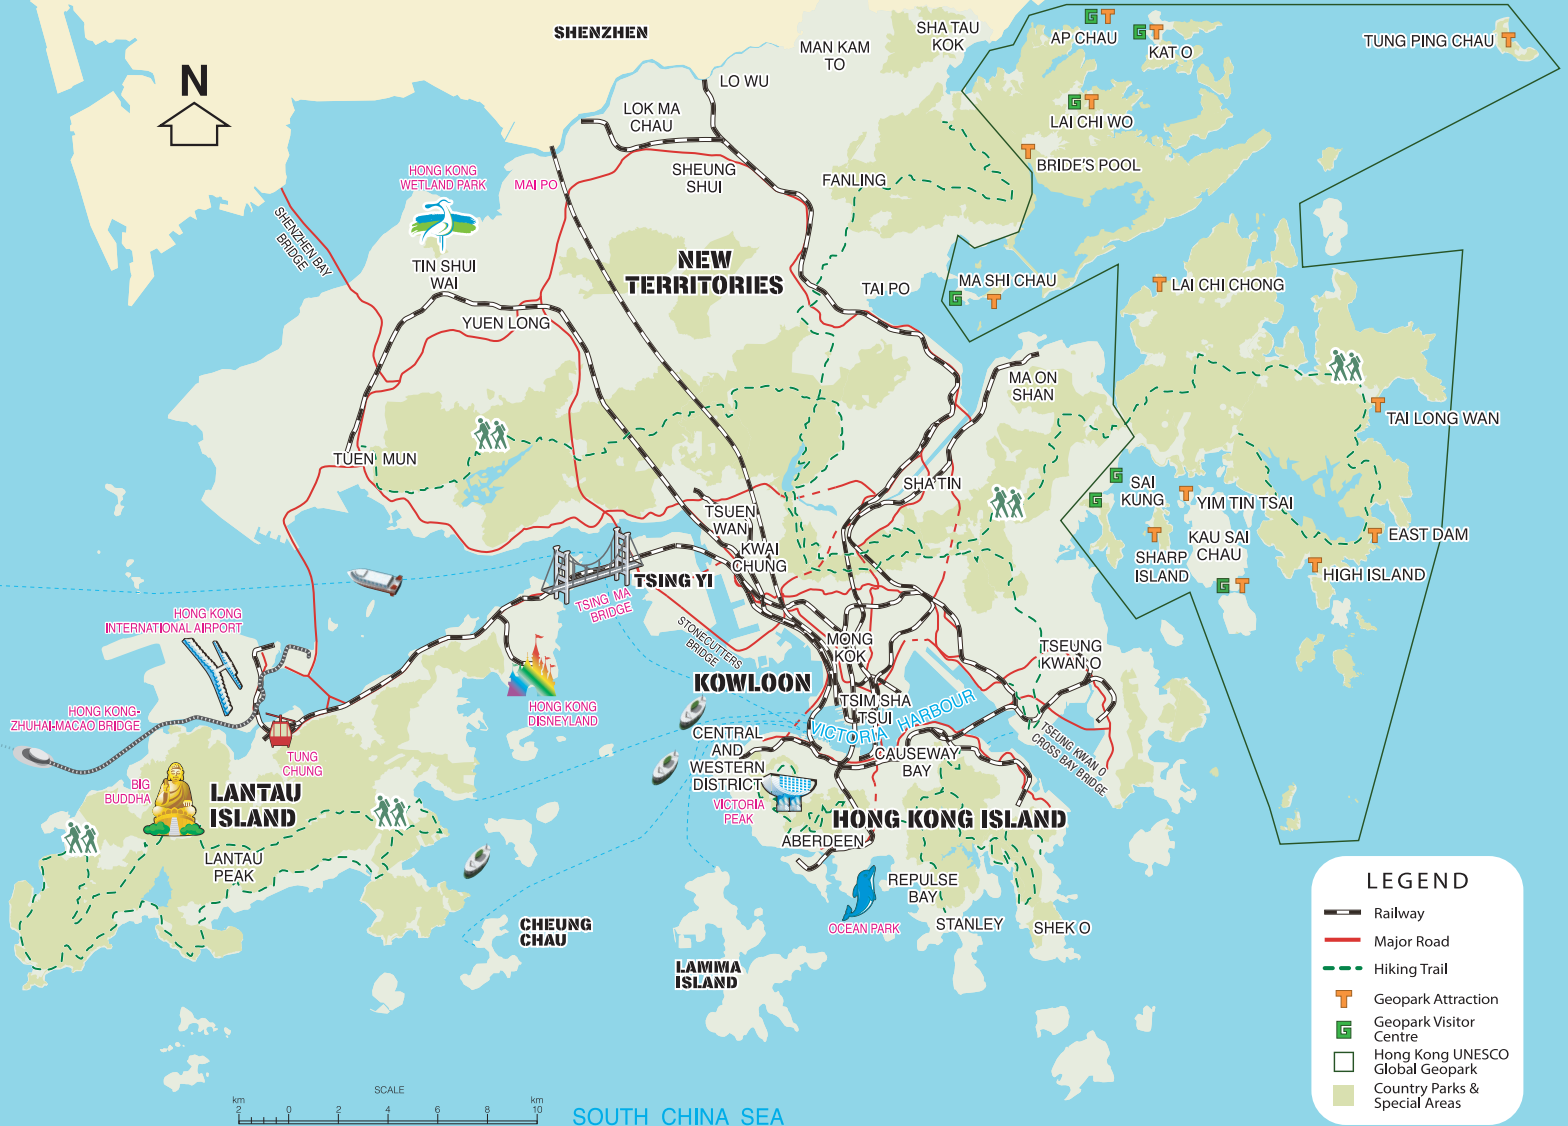 SHENZHEN
MAN KAM
TO
SHA TAU
KOK
AP CHAU
KAT O
TUNG PING CHAU
N
LO WU
LOK MA
CHAU
LAI CHI WO
BRIDE'S POOL
SHEUNG
SHUI
FANLING
HONG KONG
WETLAND PARK
MAI PO
SHENZHEN BAY
BRIDGE
TIN SHUI
WAI
NEW
TERRITORIES
TAI PO
MA SHI CHAU
LAI CHI CHONG
YUEN LONG
MA ON
SHAN
TAI LONG WAN
TUEN MUN
SHA TIN
SAI
KUNG
YIM TIN TSAI
TSUEN
WAN
KWAI
CHUNG
KAU SAI
CHAU
EAST DAM
SHARP
ISLAND
HIGH ISLAND
TSING YI
TSING MA
BRIDGE
STONECUTTERS
BRIDGE
HONG KONG
INTERNATIONAL AIRPORT
MONG
KOK
TSEUNG
KWAN O
KOWLOON
TSIM SHA
TSUI
VICTORIA HARBOUR
HONG KONG
DISNEYLAND
HONG KONG-
ZHUHAI-MACAO BRIDGE
TUNG
CHUNG
CENTRAL
AND
WESTERN
DISTRICT
CAUSEWAY
BAY
TSEUNG KWAN O
CROSS BAY BRIDGE
BIG
BUDDHA
LANTAU
ISLAND
VICTORIA
PEAK
HONG KONG ISLAND
ABERDEEN
LANTAU
PEAK
REPULSE
BAY
OCEAN PARK
STANLEY
SHEK O
CHEUNG
CHAU
LAMMA
ISLAND
LEGEND
Railway
Major Road
Hiking Trail
T
Geopark Attraction
G
Geopark Visitor
Centre
Hong Kong UNESCO
Global Geopark
Country Parks &
Special Areas
SCALE
km
km
2 0 2 4 6 8 10
SOUTH CHINA SEA